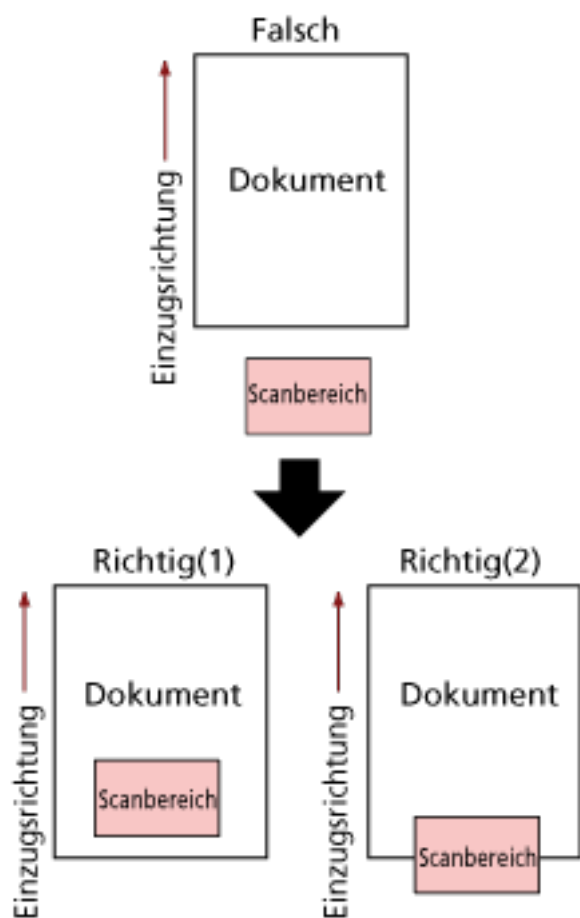 Falsch
Einzugsrichtung
Dokument
Scanbereich
Richtig(1)
Einzugsrichtung
Dokument
Scanbereich
Richtig(2)
Einzugsrichtung
Dokument
Scanbereich